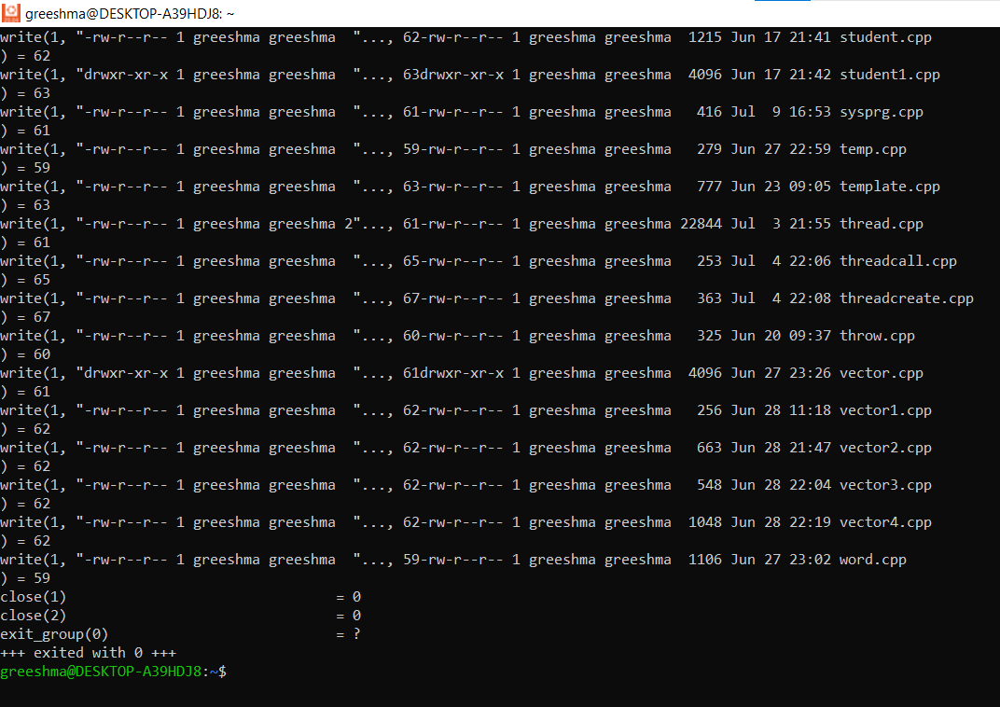 greeshma@DESKTOP-A39HDJ8: ~
write(1, "-rw-r--r-- 1 greeshma greeshma  "..., 62-rw-r--r-- 1 greeshma greeshma  1215 Jun 17 21:41 student.cpp
) = 62
write(1, "drwxr-xr-x 1 greeshma greeshma  "..., 63drwxr-xr-x 1 greeshma greeshma  4096 Jun 17 21:42 student1.cpp
) = 63
write(1, "-rw-r--r-- 1 greeshma greeshma  "..., 61-rw-r--r-- 1 greeshma greeshma   416 Jul  9 16:53 sysprg.cpp
) = 61
write(1, "-rw-r--r-- 1 greeshma greeshma  "..., 59-rw-r--r-- 1 greeshma greeshma   279 Jun 27 22:59 temp.cpp
) = 59
write(1, "-rw-r--r-- 1 greeshma greeshma  "..., 63-rw-r--r-- 1 greeshma greeshma   777 Jun 23 09:05 template.cpp
) = 63
write(1, "-rw-r--r-- 1 greeshma greeshma 2"..., 61-rw-r--r-- 1 greeshma greeshma 22844 Jul  3 21:55 thread.cpp
) = 61
write(1, "-rw-r--r-- 1 greeshma greeshma  "..., 65-rw-r--r-- 1 greeshma greeshma   253 Jul  4 22:06 threadcall.cpp
) = 65
write(1, "-rw-r--r-- 1 greeshma greeshma  "..., 67-rw-r--r-- 1 greeshma greeshma   363 Jul  4 22:08 threadcreate.cpp
) = 67
write(1, "-rw-r--r-- 1 greeshma greeshma  "..., 60-rw-r--r-- 1 greeshma greeshma   325 Jun 20 09:37 throw.cpp
) = 60
write(1, "drwxr-xr-x 1 greeshma greeshma  "..., 61drwxr-xr-x 1 greeshma greeshma  4096 Jun 27 23:26 vector.cpp
) = 61
write(1, "-rw-r--r-- 1 greeshma greeshma  "..., 62-rw-r--r-- 1 greeshma greeshma   256 Jun 28 11:18 vector1.cpp
) = 62
write(1, "-rw-r--r-- 1 greeshma greeshma  "..., 62-rw-r--r-- 1 greeshma greeshma   663 Jun 28 21:47 vector2.cpp
) = 62
write(1, "-rw-r--r-- 1 greeshma greeshma  "..., 62-rw-r--r-- 1 greeshma greeshma   548 Jun 28 22:04 vector3.cpp
) = 62
write(1, "-rw-r--r-- 1 greeshma greeshma  "..., 62-rw-r--r-- 1 greeshma greeshma  1048 Jun 28 22:19 vector4.cpp
) = 62
write(1, "-rw-r--r-- 1 greeshma greeshma  "..., 59-rw-r--r-- 1 greeshma greeshma  1106 Jun 27 23:02 word.cpp
) = 59
close(1)                                = 0
close(2)                                = 0
exit_group(0)                           = ?
+++ exited with 0 +++
greeshma@DESKTOP-A39HDJ8:~$